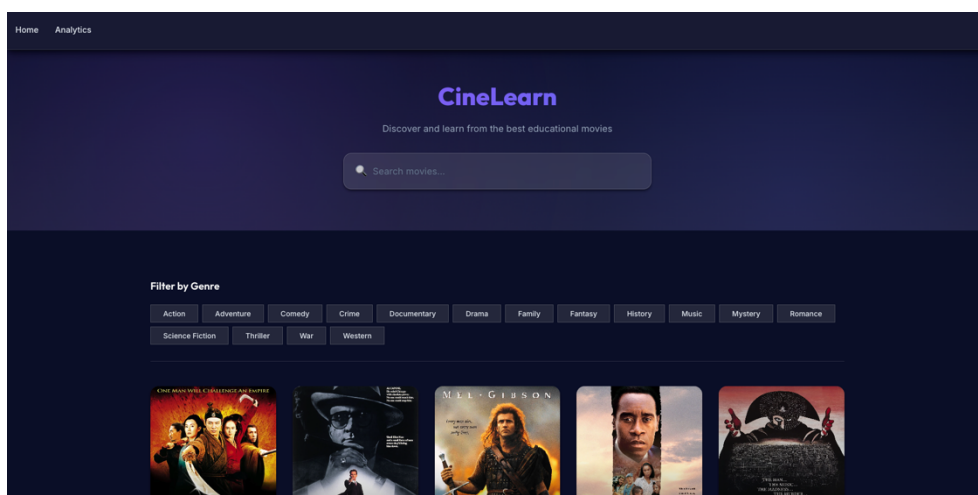 Home Analytics
CineLearn
Discover and learn from the best educational movies
Search movies...
Filter by Genre
Action Adventure Comedy Crime Documentary Drama Family Fantasy History Music Mystery Romance
Science Fiction Thriller War Western
ONE MAN WILL CHALLENGE AN EMPIRE
MEL GIBSON